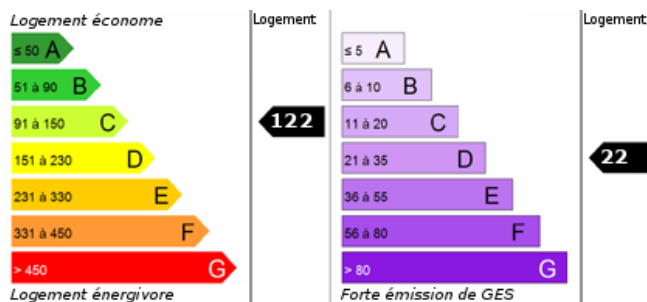 Logement économe
Logement
≤ 50 A
51 à 90 B
91 à 150 C
122
151 à 230 D
231 à 330 E
331 à 450 F
> 450 G
Logement énergivore
Logement
≤ 5 A
6 à 10 B
11 à 20 C
21 à 35 D
22
36 à 55 E
56 à 80 F
> 80 G
Forte émission de GES